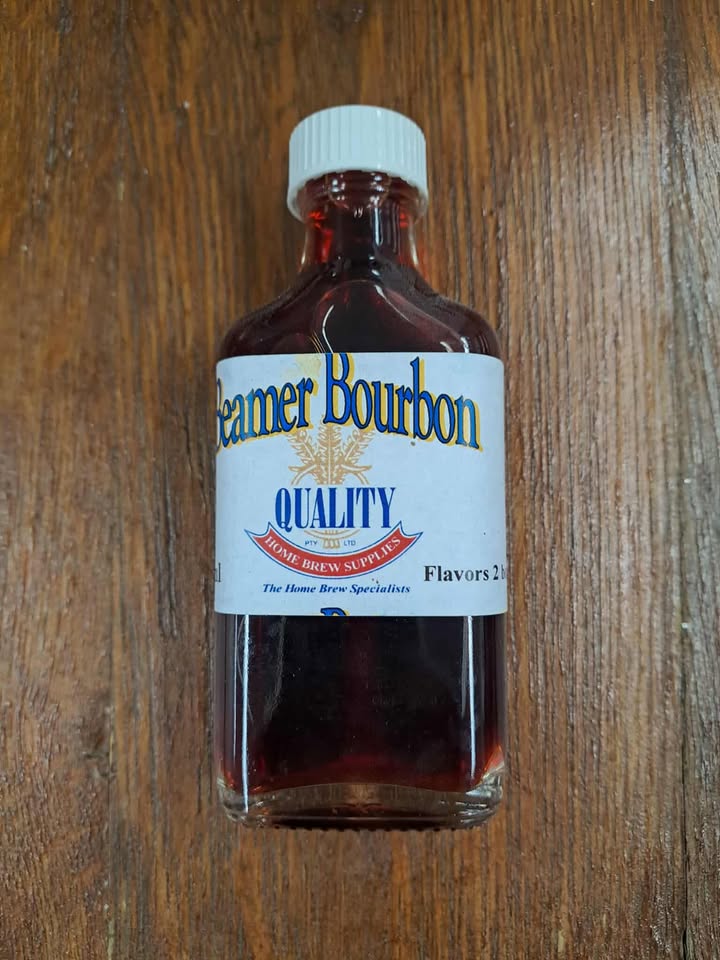 Beamer Bourbon
QUALITY
PTY LTD
HOME BREW SUPPLIES
The Home Brew Specialists
Flavors 2